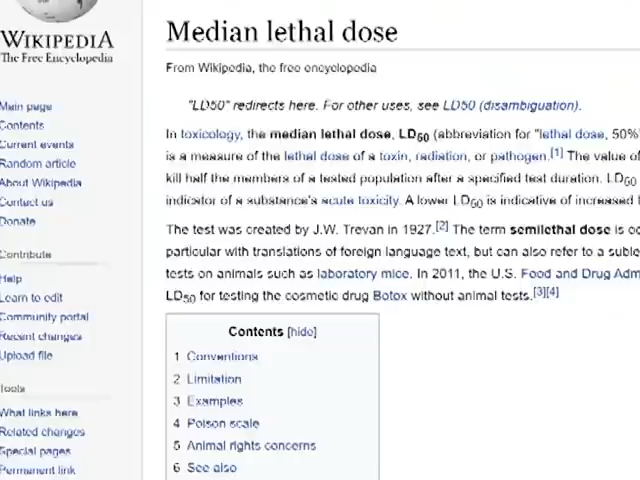 WIKIPEDIA
The Free Encyclopedia
Main page
Contents
Current events
Random article
About Wikipedia
Contact us
Donate
Contribute
Help
Learn to edit
Community portal
Recent changes
Upload file
Tools
What links here
Related changes
Special pages
Permanent link
Median lethal dose
From Wikipedia, the free encyclopedia
"LD50" redirects here. For other uses, see LD50 (disambiguation).
In toxicology, the median lethal dose, LD50 (abbreviation for "lethal dose, 50%"
is a measure of the lethal dose of a toxin, radiation, or pathogen.[1] The value of
kill half the members of a tested population after a specified test duration. LD50
indicator of a substance's acute toxicity. A lower LD50 is indicative of increased
The test was created by J.W. Trevan in 1927.[2] The term semilethal dose is oc
particular with translations of foreign language text, but can also refer to a suble
tests on animals such as laboratory mice. In 2011, the U.S. Food and Drug Adm
LD50 for testing the cosmetic drug Botox without animal tests.[3][4]
Contents [hide]
1 Conventions
2 Limitation
3 Examples
4 Poison scale
5 Animal rights concerns
6 See also